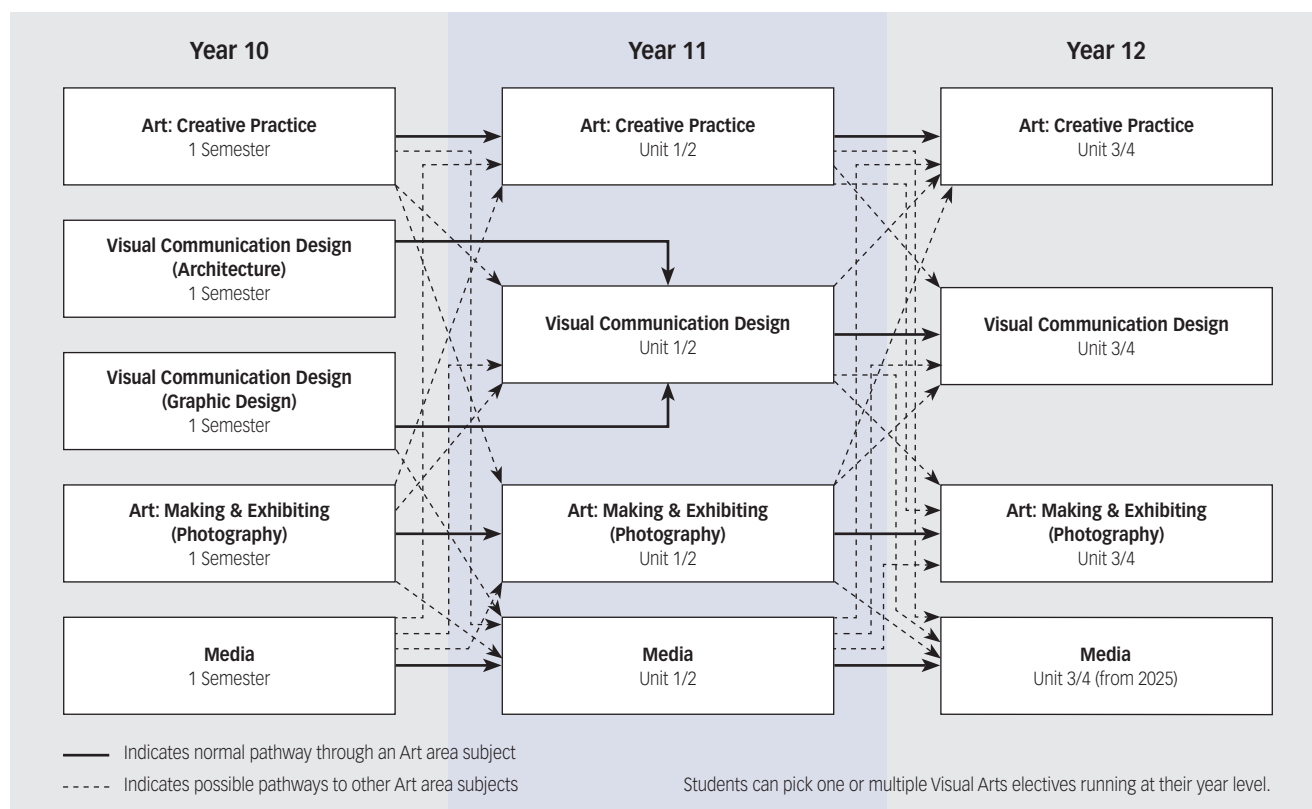 Year 10
Art: Creative Practice
1 Semester
Visual Communication Design
(Architecture)
1 Semester
Visual Communication Design
(Graphic Design)
1 Semester
Art: Making & Exhibiting
(Photography)
1 Semester
Media
1 Semester
Year 11
Art: Creative Practice
Unit 1/2
Visual Communication Design
Unit 1/2
Art: Making & Exhibiting
(Photography)
Unit 1/2
Media
Unit 1/2
Year 12
Art: Creative Practice
Unit 3/4
Visual Communication Design
Unit 3/4
Art: Making & Exhibiting
(Photography)
Unit 3/4
Media
Unit 3/4 (from 2025)
Indicates normal pathway through an Art area subject
Indicates possible pathways to other Art area subjects
Students can pick one or multiple Visual Arts electives running at their year level.